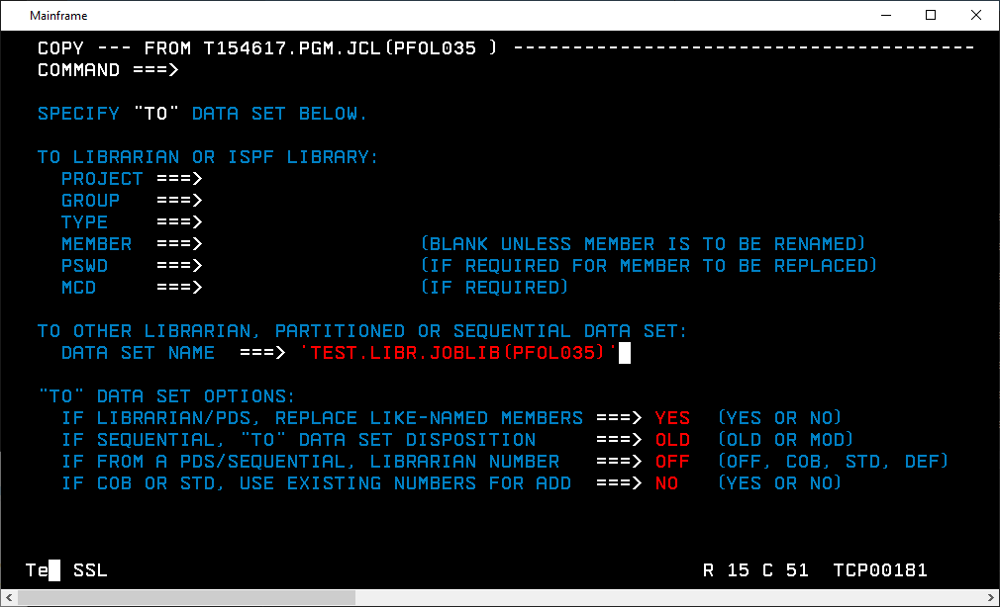 Mainframe
COPY --- FROM T154617.PGM.JCL(PFOL035 ) ---------------------------------------
COMMAND ===>
SPECIFY "TO" DATA SET BELOW.
TO LIBRARIAN OR ISPF LIBRARY:
PROJECT ===>
GROUP ===>
TYPE ===>
MEMBER ===> (BLANK UNLESS MEMBER IS TO BE RENAMED)
PSWD ===> (IF REQUIRED FOR MEMBER TO BE REPLACED)
MCD ===> (IF REQUIRED)
TO OTHER LIBRARIAN, PARTITIONED OR SEQUENTIAL DATA SET:
DATA SET NAME ===> 'TEST.LIBR.JOBLIB(PFOL035)'
"TO" DATA SET OPTIONS:
IF LIBRARIAN/PDS, REPLACE LIKE-NAMED MEMBERS ===> YES (YES OR NO)
IF SEQUENTIAL, "TO" DATA SET DISPOSITION ===> OLD (OLD OR MOD)
IF FROM A PDS/SEQUENTIAL, LIBRARIAN NUMBER ===> OFF (OFF, COB, STD, DEF)
IF COB OR STD, USE EXISTING NUMBERS FOR ADD ===> NO (YES OR NO)
Te SSL R 15 C 51 TCP00181